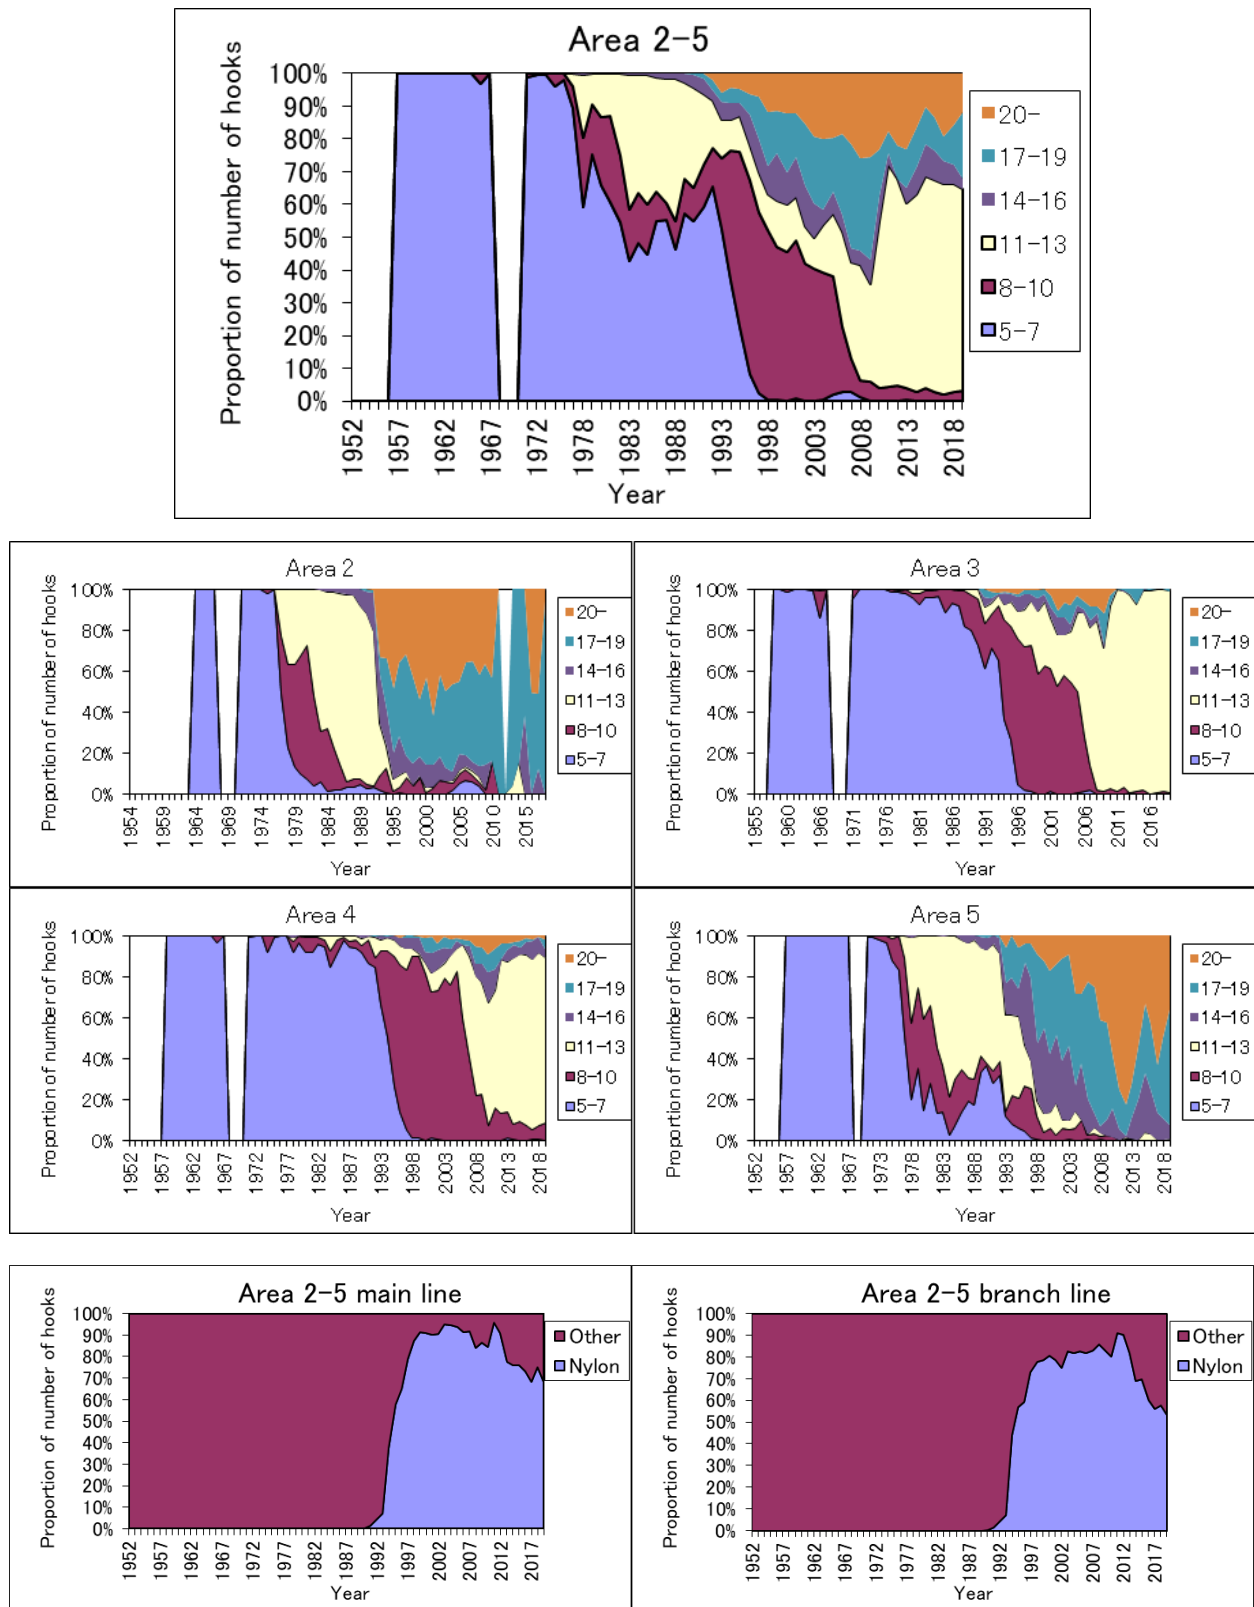 Area 2-5
Proportion of number of hooks
100%
90%
80%
70%
60%
50%
40%
30%
20%
10%
0%
1952 1957 1962 1967 1972 1978 1983 1988 1993 1998 2003 2008 2013 2018
Year
20-
17-19
14-16
11-13
8-10
5-7
Area 2
Proportion of number of hooks
100%
80%
60%
40%
20%
0%
1954 1959 1964 1969 1974 1979 1984 1989 1995 2000 2005 2010 2015
Year
20-
17-19
14-16
11-13
8-10
5-7
Area 3
Proportion of number of hooks
100%
80%
60%
40%
20%
0%
1955 1960 1966 1971 1976 1981 1986 1991 1996 2001 2006 2011 2016
Year
20-
17-19
14-16
11-13
8-10
5-7
Area 4
Proportion of number of hooks
100%
80%
60%
40%
20%
0%
1952 1957 1962 1967 1972 1977 1982 1987 1993 1998 2003 2008 2013 2018
Year
20-
17-19
14-16
11-13
8-10
5-7
Area 5
Proportion of number of hooks
100%
80%
60%
40%
20%
0%
1952 1957 1962 1967 1973 1978 1983 1988 1993 1998 2003 2008 2013 2018
Year
20-
17-19
14-16
11-13
8-10
5-7
Area 2-5 main line
Proportion of number of hooks
100%
90%
80%
70%
60%
50%
40%
30%
20%
10%
0%
1952 1957 1962 1967 1972 1977 1982 1987 1992 1997 2002 2007 2012 2017
Year
Other
Nylon
Area 2-5 branch line
Proportion of number of hooks
100%
90%
80%
70%
60%
50%
40%
30%
20%
10%
0%
1952 1957 1962 1967 1972 1977 1982 1987 1992 1997 2002 2007 2012 2017
Year
Other
Nylon